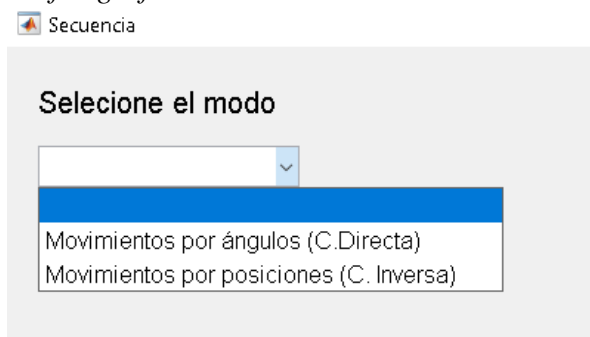 Secuencia
Selecione el modo
Movimientos por ángulos (C.Directa)
Movimientos por posiciones (C. Inversa)